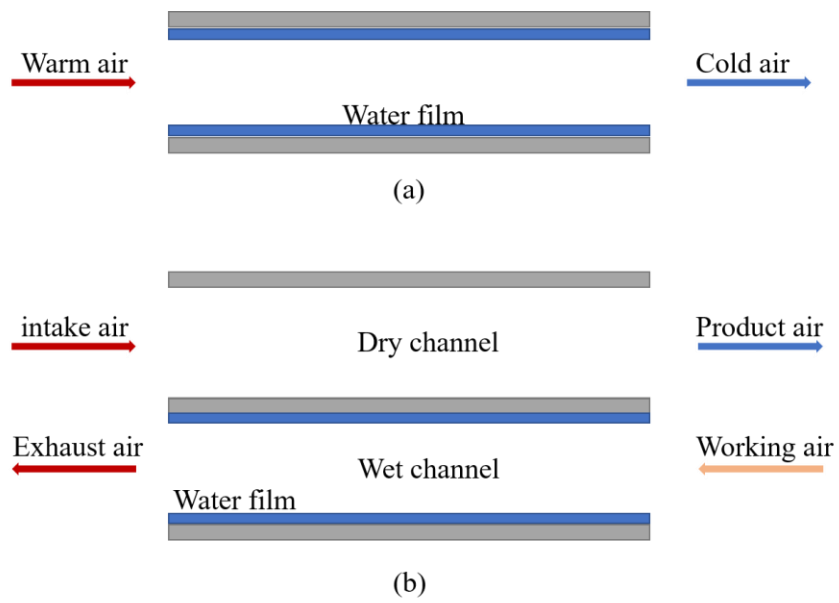 Warm air
Cold air
Water film
(a)
intake air
Dry channel
Product air
Exhaust air
Wet channel
Working air
Water film
(b)